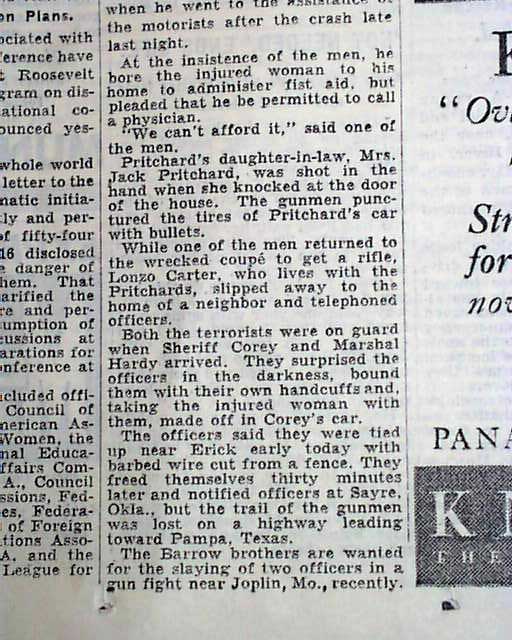 on Plans.
ociated with
ference have
t Roosevelt
gram on dis-
ational co-
ounced yes-
whole world
letter to the
matic initia-
ly and per-
of fifty-four
16 disclosed
e danger of
hem. That
arified the
re and per-
umption of
cussions at
arations for
nference at
cluded offi-
Council of
merican As-
Women, the
nal Educa-
ffairs Com-
A., Council
ssions, Fed-
es, Federa-
of Foreign
tions Asso-
A. and the
League for
when he went to the assistance of
the motorists after the crash late
last night.
At the insistence of the men, he
bore the injured woman to his
home to administer fist aid, but
pleaded that he be permitted to call
a physician.
"We can't afford it," said one of
the men.
Pritchard's daughter-in-law, Mrs.
Jack Pritchard, was shot in the
hand when she knocked at the door
of the house. The gunmen punc-
tured the tires of Pritchard's car
with bullets.
While one of the men returned to
the wrecked coupé to get a rifle,
Lonzo Carter, who lives with the
Pritchards, slipped away to the
home of a neighbor and telephoned
officers.
Both the terrorists were on guard
when Sheriff Corey and Marshal
Hardy arrived. They surprised the
officers in the darkness, bound
them with their own handcuffs and,
taking the injured woman with
them, made off in Corey's car.
The officers said they were tied
up near Erick early today with
barbed wire cut from a fence. They
freed themselves thirty minutes
later and notified officers at Sayre,
Okla., but the trail of the gunmen
was lost on a highway leading
toward Pampa, Texas.
The Barrow brothers are wanted
for the slaying of two officers in a
gun fight near Joplin, Mo., recently.
"Ov
Str
for
nov
PANA
K
THE